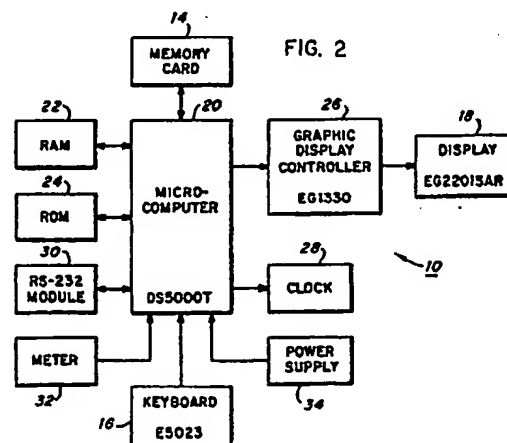 14
FIG. 2
MEMORY
CARD
22
20
26
18
RAM
MICRO-
COMPUTER
DS5000T
GRAPHIC
DISPLAY
CONTROLLER
EG1330
DISPLAY
EG22015AR
24
ROM
10
30
28
RS-232
MODULE
CLOCK
METER
POWER
SUPPLY
32
34
KEYBOARD
E5023
16